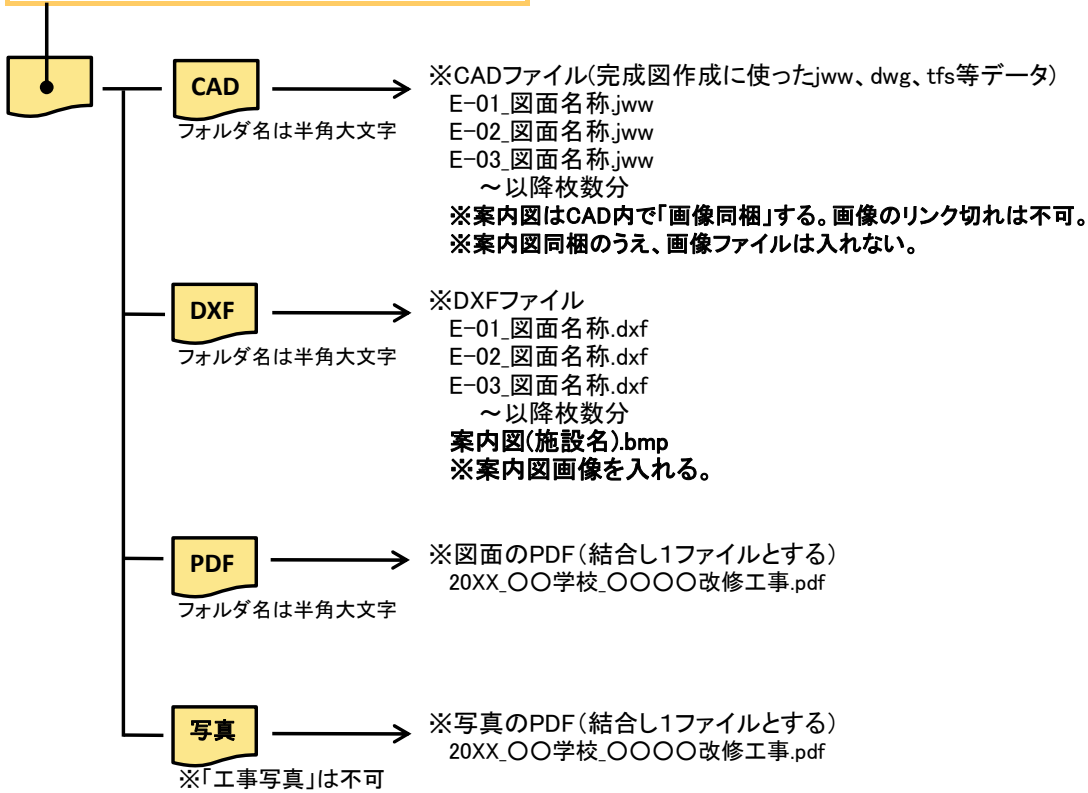 CAD
フォルダ名は半角大文字
※CADファイル(完成図作成に使ったjww、dwg、tfs等データ)
E-01_図面名称.jww
E-02_図面名称.jww
E-03_図面名称.jww
～以降枚数分
※案内図はCAD内で「画像同梱」する。画像のリンク切れは不可。
※案内図同梱のうえ、画像ファイルは入れない。
DXF
フォルダ名は半角大文字
※DXFファイル
E-01_図面名称.dxf
E-02_図面名称.dxf
E-03_図面名称.dxf
～以降枚数分
案内図(施設名).bmp
※案内図画像を入れる。
PDF
フォルダ名は半角大文字
※図面のPDF（結合し1ファイルとする）
20XX_〇〇学校_〇〇〇〇改修工事.pdf
写真
※「工事写真」は不可
※写真のPDF（結合し1ファイルとする）
20XX_〇〇学校_〇〇〇〇改修工事.pdf